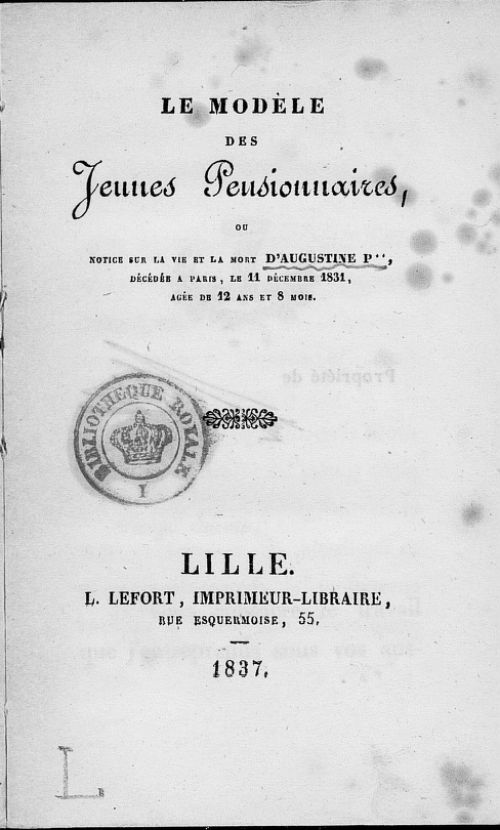 LE MODÈLE
DES
Jeunes Pensionnaires,
OU
NOTICE SUR LA VIE ET LA MORT D'AUGUSTINE P**,
DÉCÉDÉE A PARIS, LE 11 DÉCEMBRE 1831,
AGÉE DE 12 ANS ET 8 MOIS.
Propriété de
BIBLIOTHEQUE ROYALE
I
LILLE.
L. LEFORT, IMPRIMEUR-LIBRAIRE,
RUE ESQUERMOISE, 55.
1837.
L